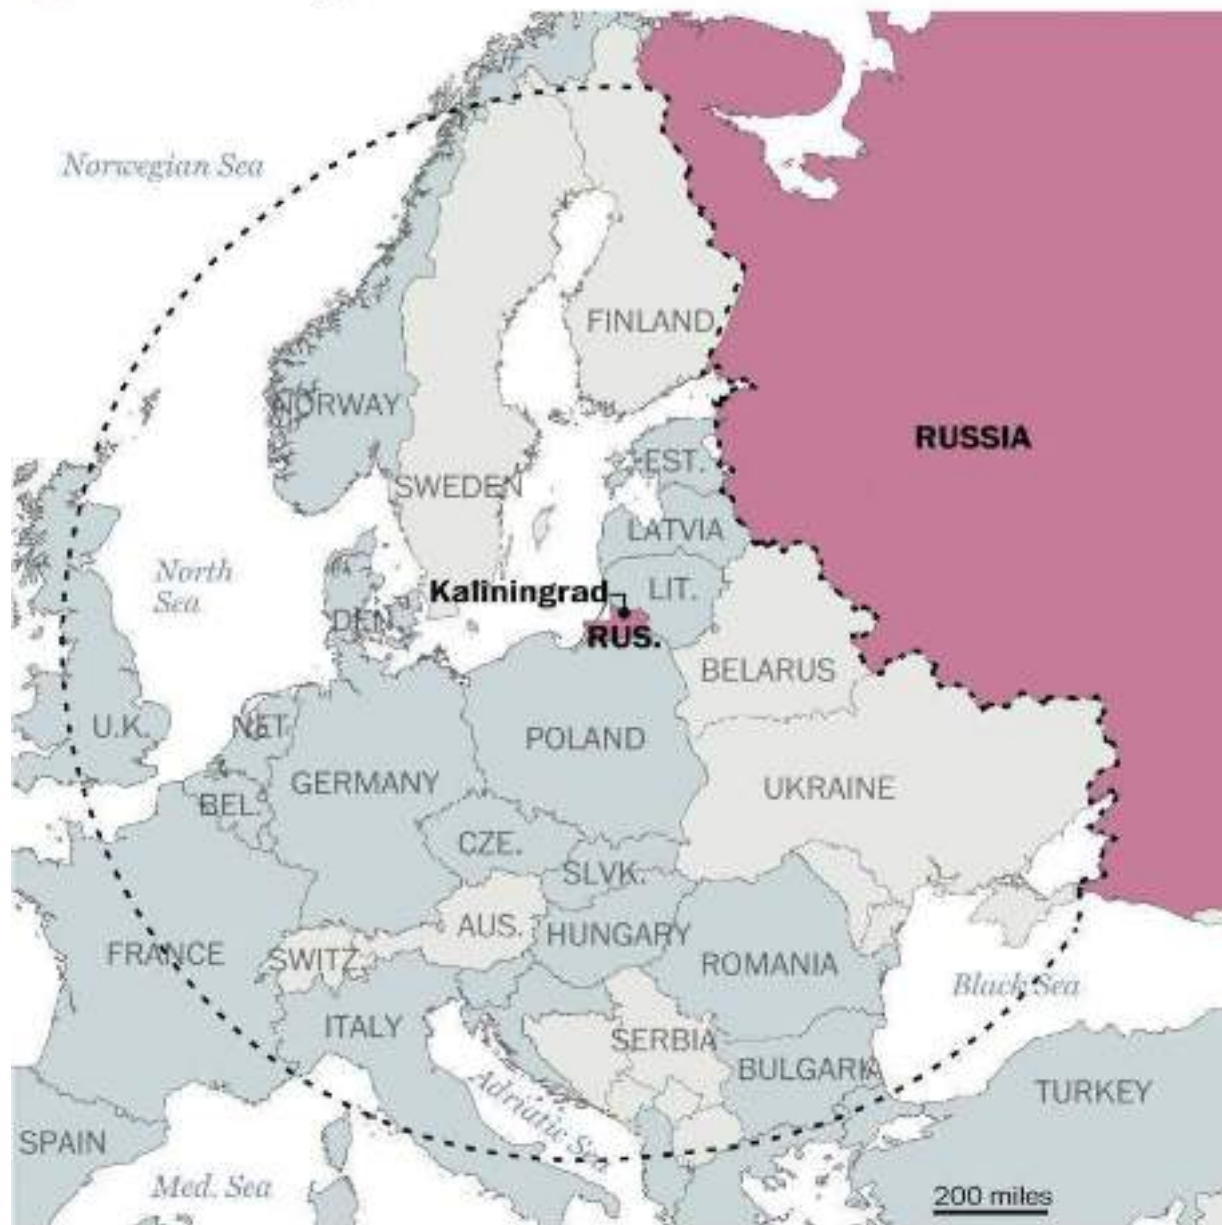 Norwegian Sea
FINLAND
NORWAY
RUSSIA
EST.
SWEDEN
LATVIA
North
Sea
Kaliningrad
LIT.
DEN.
RUS.
BELARUS
U.K.
NET.
POLAND
GERMANY
UKRAINE
BEL.
CZE.
SLVK.
AUS.
HUNGARY
FRANCE
SWITZ.
ROMANIA
Black Sea
ITALY
SERBIA
BULGARIA
TURKEY
Adriatic Sea
SPAIN
Med. Sea
200 miles